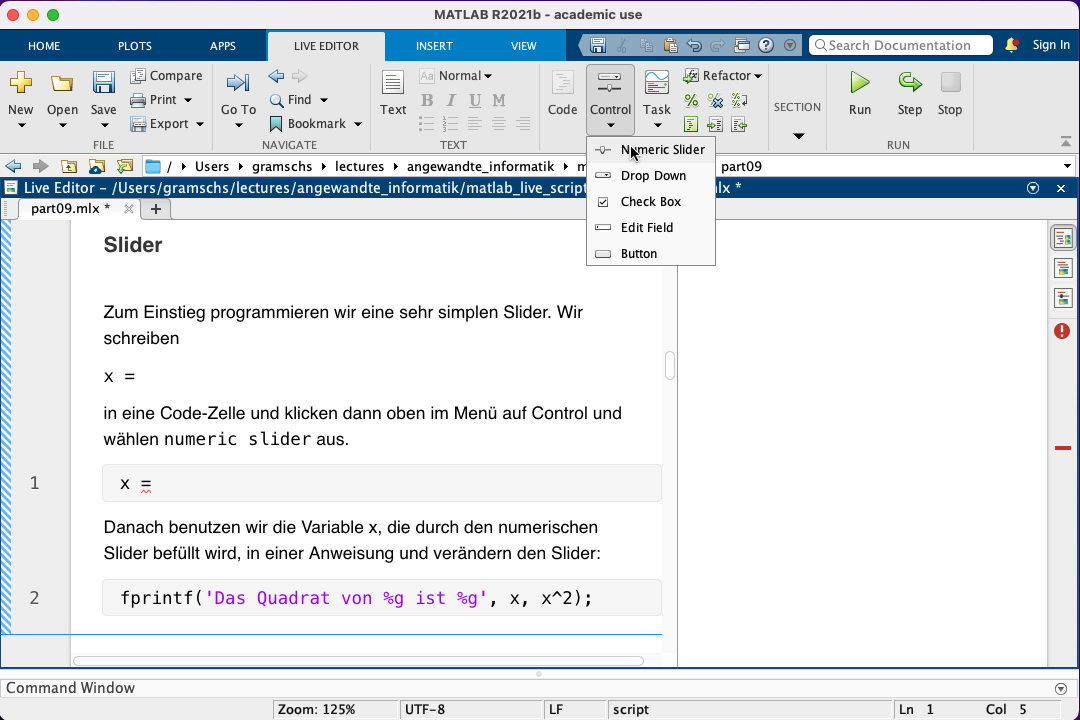 MATLAB R2021b - academic use
HOME PLOTS APPS LIVE EDITOR INSERT VIEW Search Documentation Sign In
New Open Save Compare Print Export Go To Find Bookmark Text Aa Normal B I U M Code Control Task Refactor SECTION Run Step Stop
FILE NAVIGATE TEXT RUN
/ Users gramschs lectures angewandte_informatik m part09
Numeric Slider
Drop Down
Check Box
Edit Field
Button
Live Editor - /Users/gramschs/lectures/angewandte_informatik/matlab_live_script lx *
part09.mlx * +
Slider
Zum Einstieg programmieren wir eine sehr simplen Slider. Wir
schreiben
x =
in eine Code-Zelle und klicken dann oben im Menü auf Control und
wählen numeric slider aus.
1 x =
Danach benutzen wir die Variable x, die durch den numerischen
Slider befüllt wird, in einer Anweisung und verändern den Slider:
2 fprintf('Das Quadrat von %g ist %g', x, x^2);
Command Window
Zoom: 125% UTF-8 LF script Ln 1 Col 5